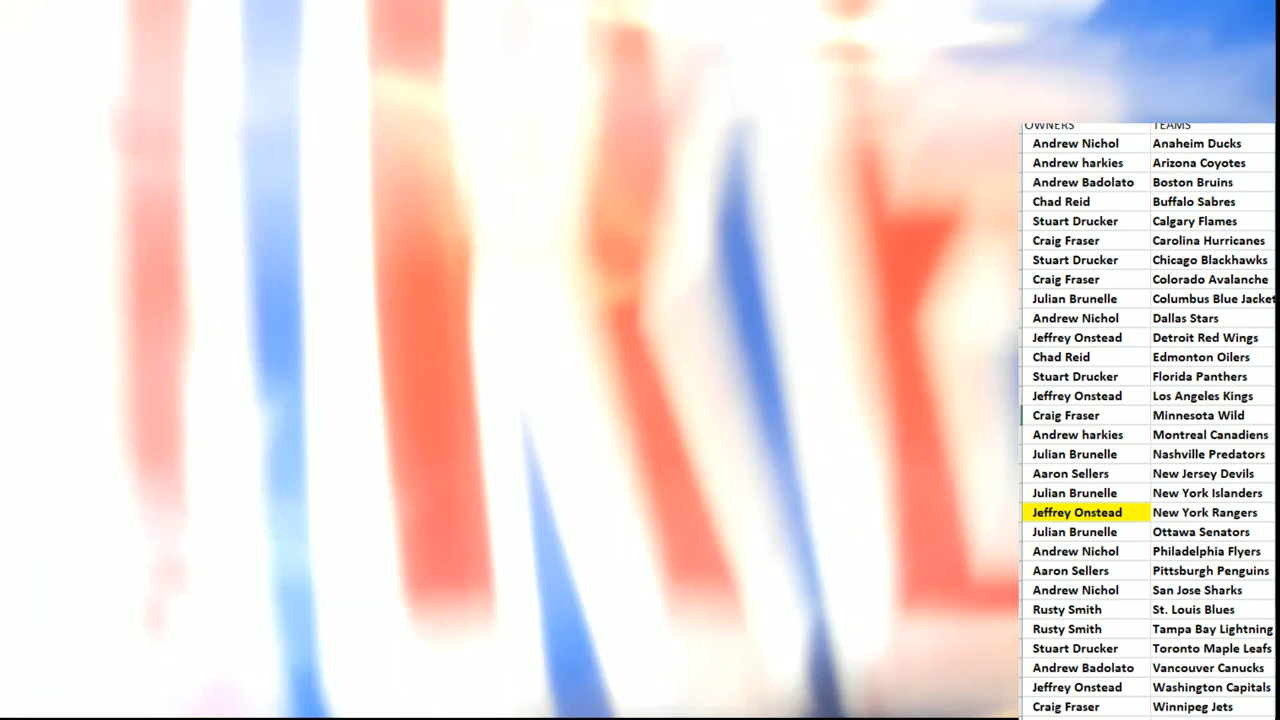 OWNERS TEAMS
Andrew Nichol Anaheim Ducks
Andrew harkies Arizona Coyotes
Andrew Badolato Boston Bruins
Chad Reid Buffalo Sabres
Stuart Drucker Calgary Flames
Craig Fraser Carolina Hurricanes
Stuart Drucker Chicago Blackhawks
Craig Fraser Colorado Avalanche
Julian Brunelle Columbus Blue Jacket
Andrew Nichol Dallas Stars
Jeffrey Onstead Detroit Red Wings
Chad Reid Edmonton Oilers
Stuart Drucker Florida Panthers
Jeffrey Onstead Los Angeles Kings
Craig Fraser Minnesota Wild
Andrew harkies Montreal Canadiens
Julian Brunelle Nashville Predators
Aaron Sellers New Jersey Devils
Julian Brunelle New York Islanders
Jeffrey Onstead New York Rangers
Julian Brunelle Ottawa Senators
Andrew Nichol Philadelphia Flyers
Aaron Sellers Pittsburgh Penguins
Andrew Nichol San Jose Sharks
Rusty Smith St. Louis Blues
Rusty Smith Tampa Bay Lightning
Stuart Drucker Toronto Maple Leafs
Andrew Badolato Vancouver Canucks
Jeffrey Onstead Washington Capitals
Craig Fraser Winnipeg Jets